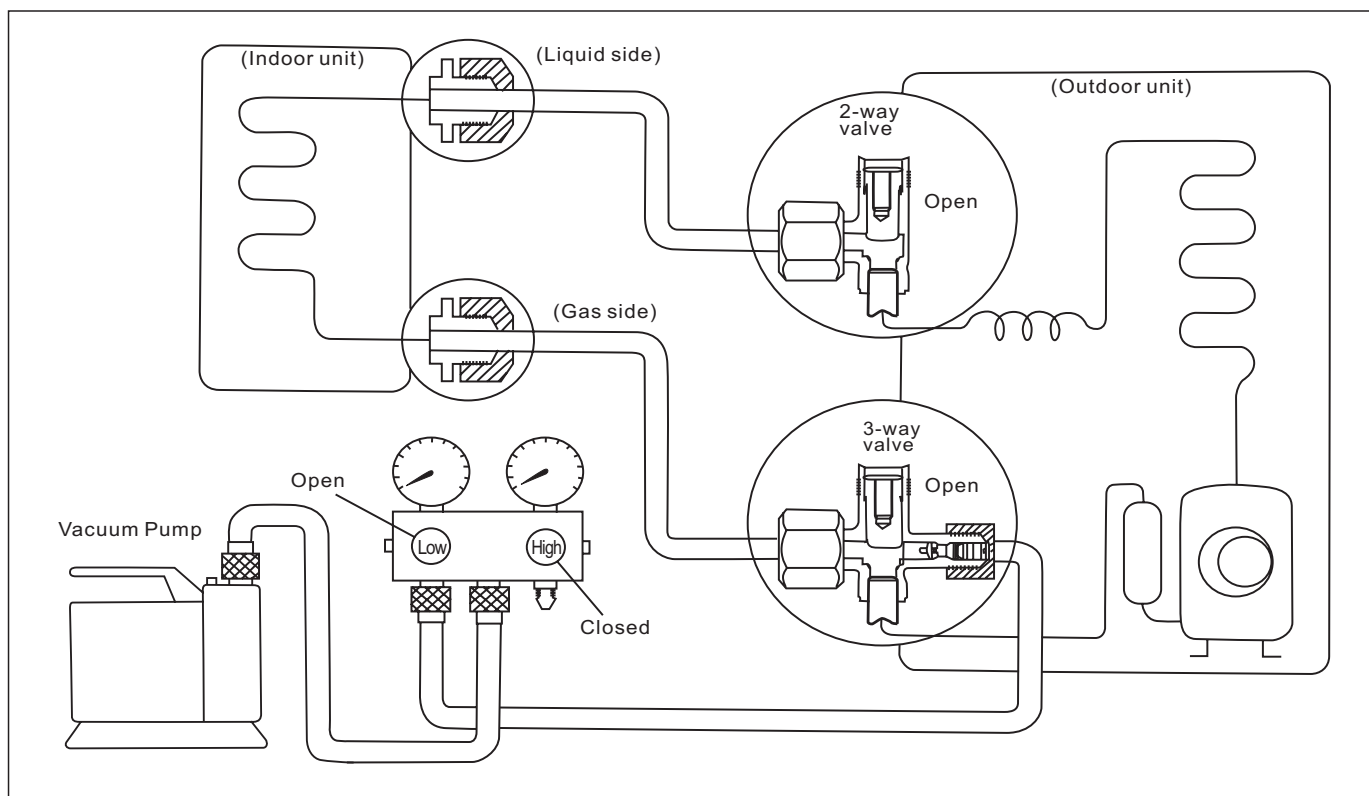 (Indoor unit)
(Liquid side)
(Outdoor unit)
2-way
valve
Open
(Gas side)
3-way
valve
Open
Open
Vacuum Pump
Low
High
Closed